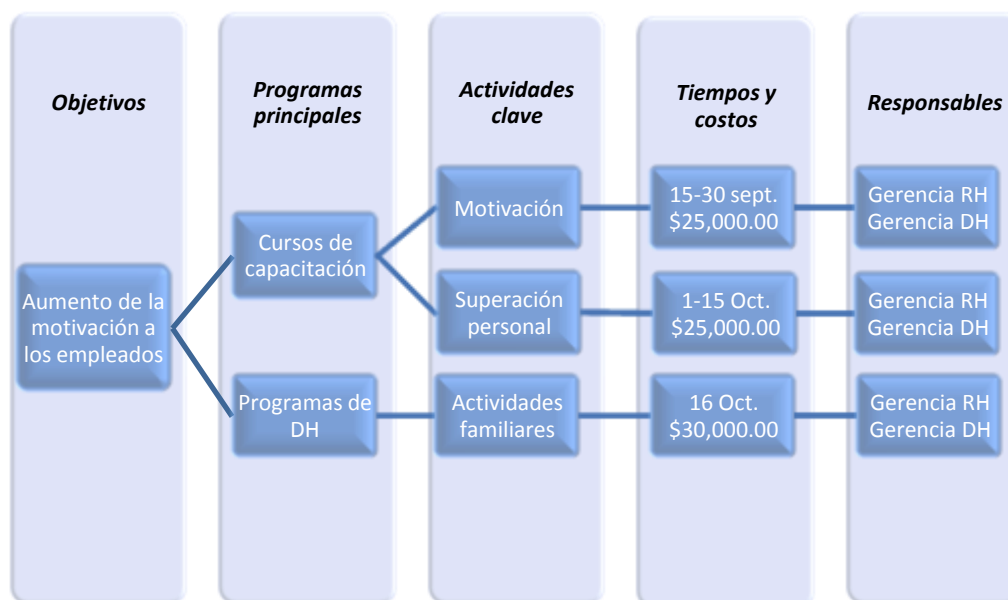 Objetivos
Programas
principales
Actividades
clave
Tiempos y
costos
Responsables
Aumento de la
motivación a
los empleados
Cursos de
capacitación
Programas de
DH
Motivación
Superación
personal
Actividades
familiares
15-30 sept.
$25,000.00
1-15 Oct.
$25,000.00
16 Oct.
$30,000.00
Gerencia RH
Gerencia DH
Gerencia RH
Gerencia DH
Gerencia RH
Gerencia DH